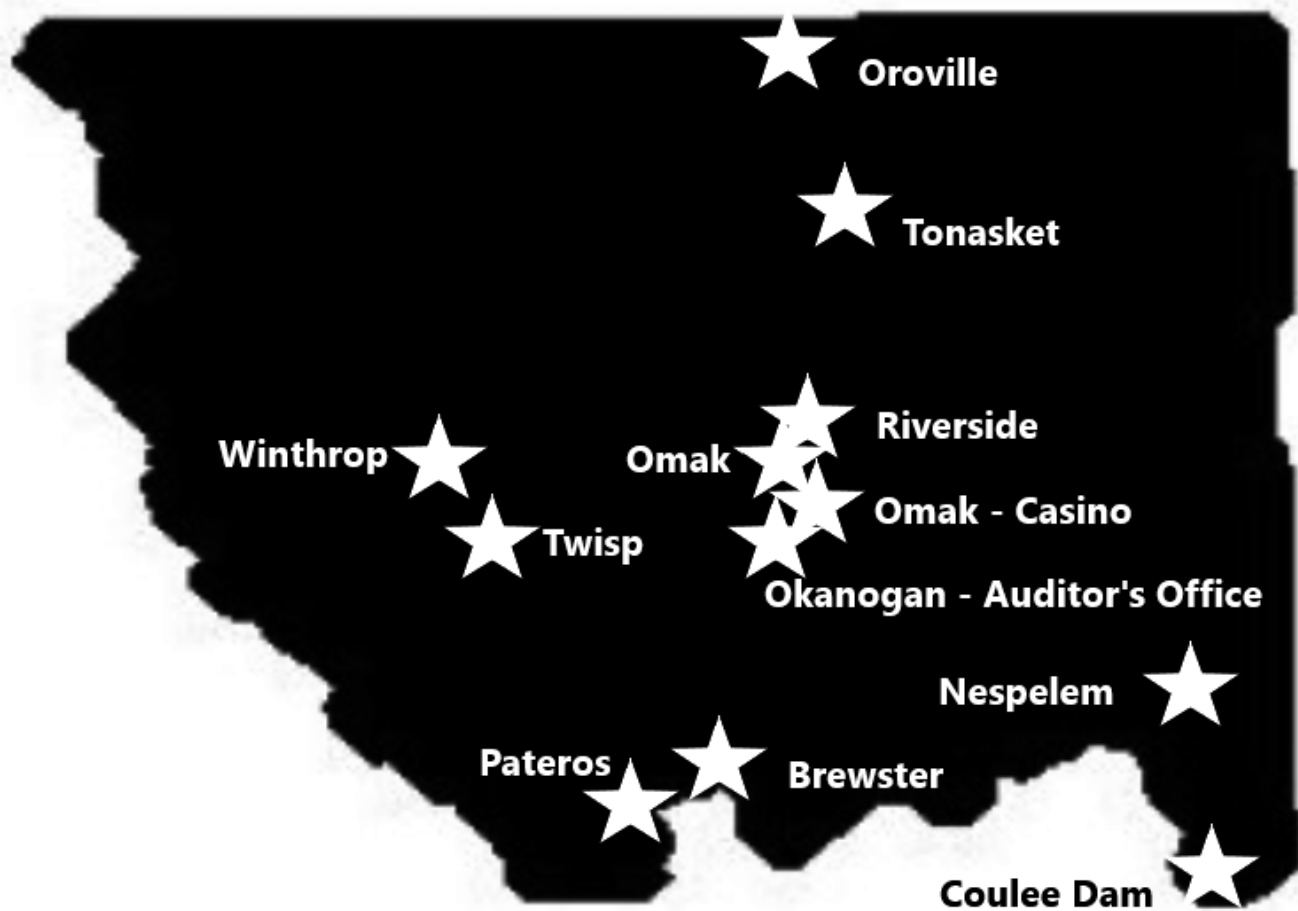 Oroville
Tonasket
Riverside
Winthrop
Omak
Omak - Casino
Twisp
Okanogan - Auditor's Office
Nespelem
Pateros
Brewster
Coulee Dam